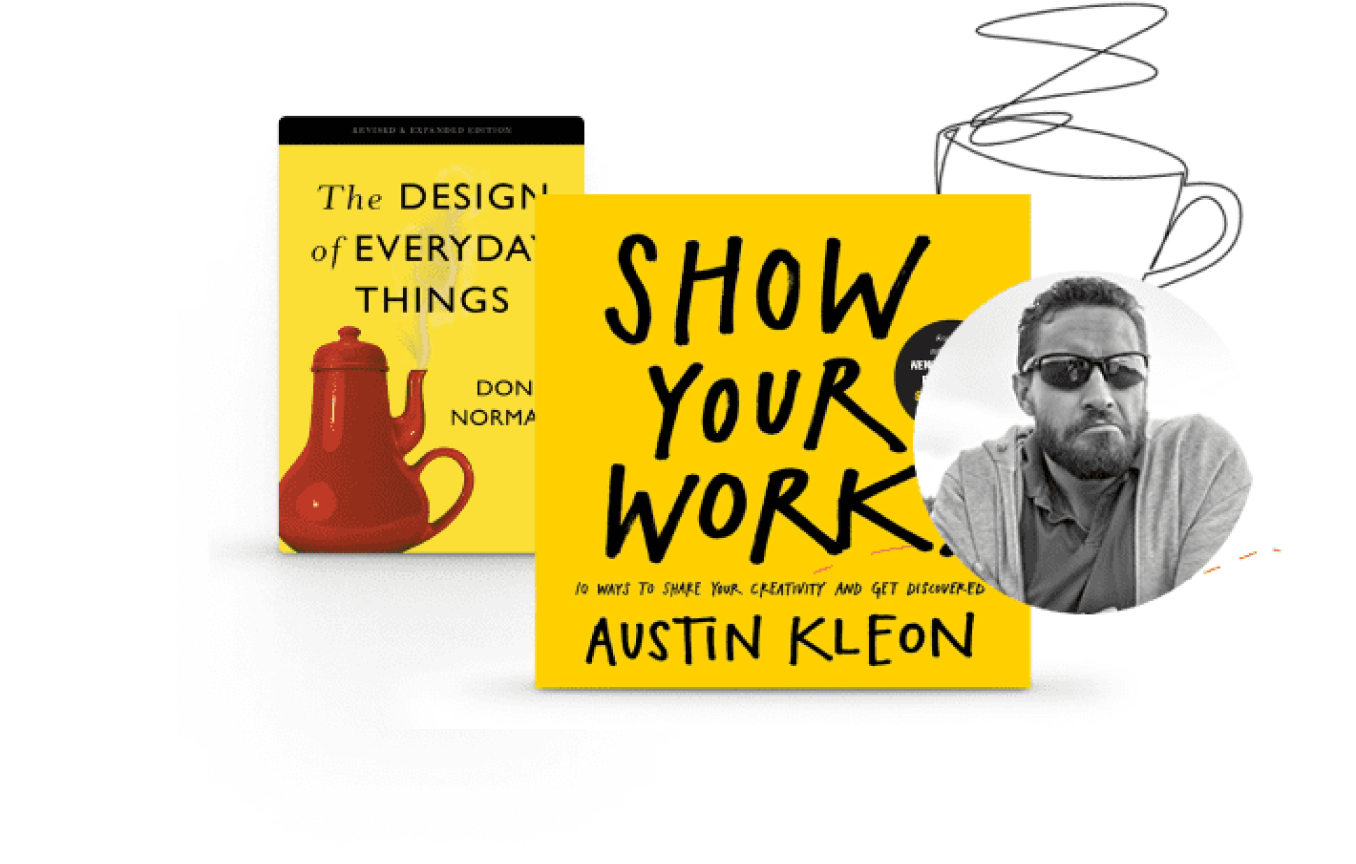 REVISED & EXPANDED EDITION
The DESIGN
of EVERYDAY
THINGS
DON
NORMA
SHOW
YOUR
WORK!
10 WAYS TO SHARE YOUR CREATIVITY AND GET DISCOVERED
AUSTIN KLEON